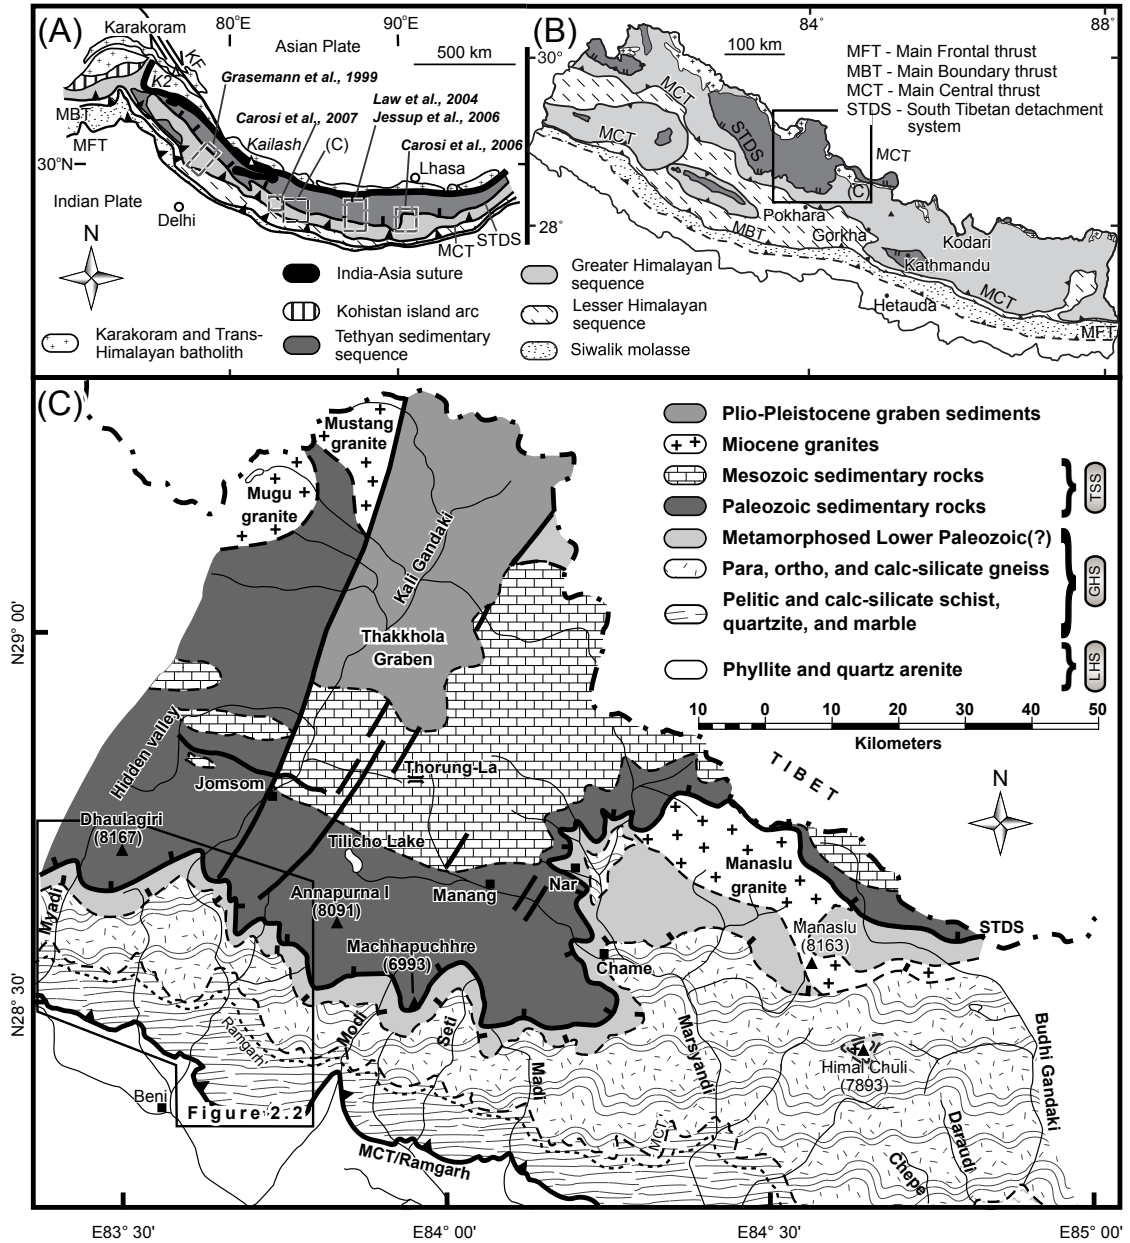 (A)
Karakoram
80°E
90°E
Asian Plate
500 km
KF
K2
Grasemann et al., 1999
Law et al., 2004
Jessup et al., 2006
MBT
Carosi et al., 2007
Kailash
(C)
Carosi et al., 2006
MFT
30°N
Lhasa
Indian Plate
Delhi
N
MCT
STDS
India-Asia suture
Kohistan island arc
Karakoram and Trans-
Himalayan batholith
Tethyan sedimentary
sequence
Greater Himalayan
sequence
Lesser Himalayan
sequence
Siwalik molasse
(B)
84°
88°
30°
28°
100 km
MFT - Main Frontal thrust
MBT - Main Boundary thrust
MCT - Main Central thrust
STDS - South Tibetan detachment
system
MCT
MCT
STDS
MCT
C
Pokhara
MBT
Gorkha
Kodari
Kathmandu
MCT
Hetauda
MFT
(C)
Mustang
granite
Mugu
granite
Kali Gandaki
Thakkhola
Graben
Plio-Pleistocene graben sediments
Miocene granites
Mesozoic sedimentary rocks
Paleozoic sedimentary rocks
TSS
Metamorphosed Lower Paleozoic(?)
Para, ortho, and calc-silicate gneiss
Pelitic and calc-silicate schist,
quartzite, and marble
GHS
Phyllite and quartz arenite
LHS
10 0 10 20 30 40 50
Kilometers
N29° 00'
Hidden valley
Jomsom
Thorung-La
TIBET
N
Dhaulagiri
(8167)
Tilicho Lake
Annapurna I
(8091)
Manang
Nar
Manaslu
granite
Manaslu
(8163)
STDS
Myadi
Machhapuchhre
(6993)
Chame
N28° 30'
Ramgarh
Modi
Seti
Madi
Marsyandi
Himal Chuli
(7893)
Budhi Gandaki
Beni
Figure 2.2
MCT
MCT/Ramgarh
Chepe
Daraudi
E83° 30'
E84° 00'
E84° 30'
E85° 00'